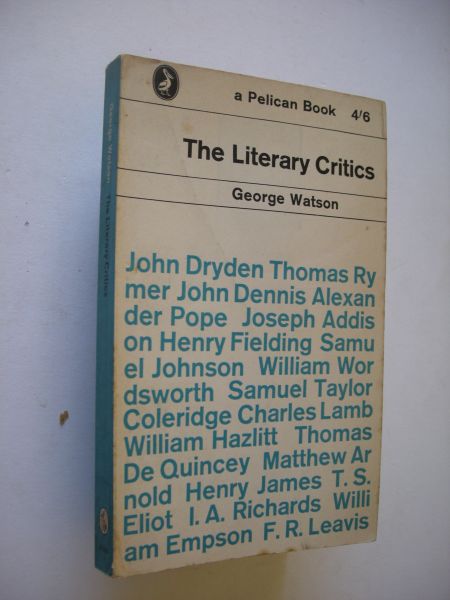 a Pelican Book 4/6
The Literary Critics
George Watson
John Dryden Thomas Ry
mer John Dennis Alexan
der Pope Joseph Addis
on Henry Fielding Samu
el Johnson William Wor
dsworth Samuel Taylor
Coleridge Charles Lamb
William Hazlitt Thomas
De Quincey Matthew Ar
nold Henry James T. S.
Eliot I. A. Richards Willi
am Empson F. R. Leavis
George Watson The Literary Critics